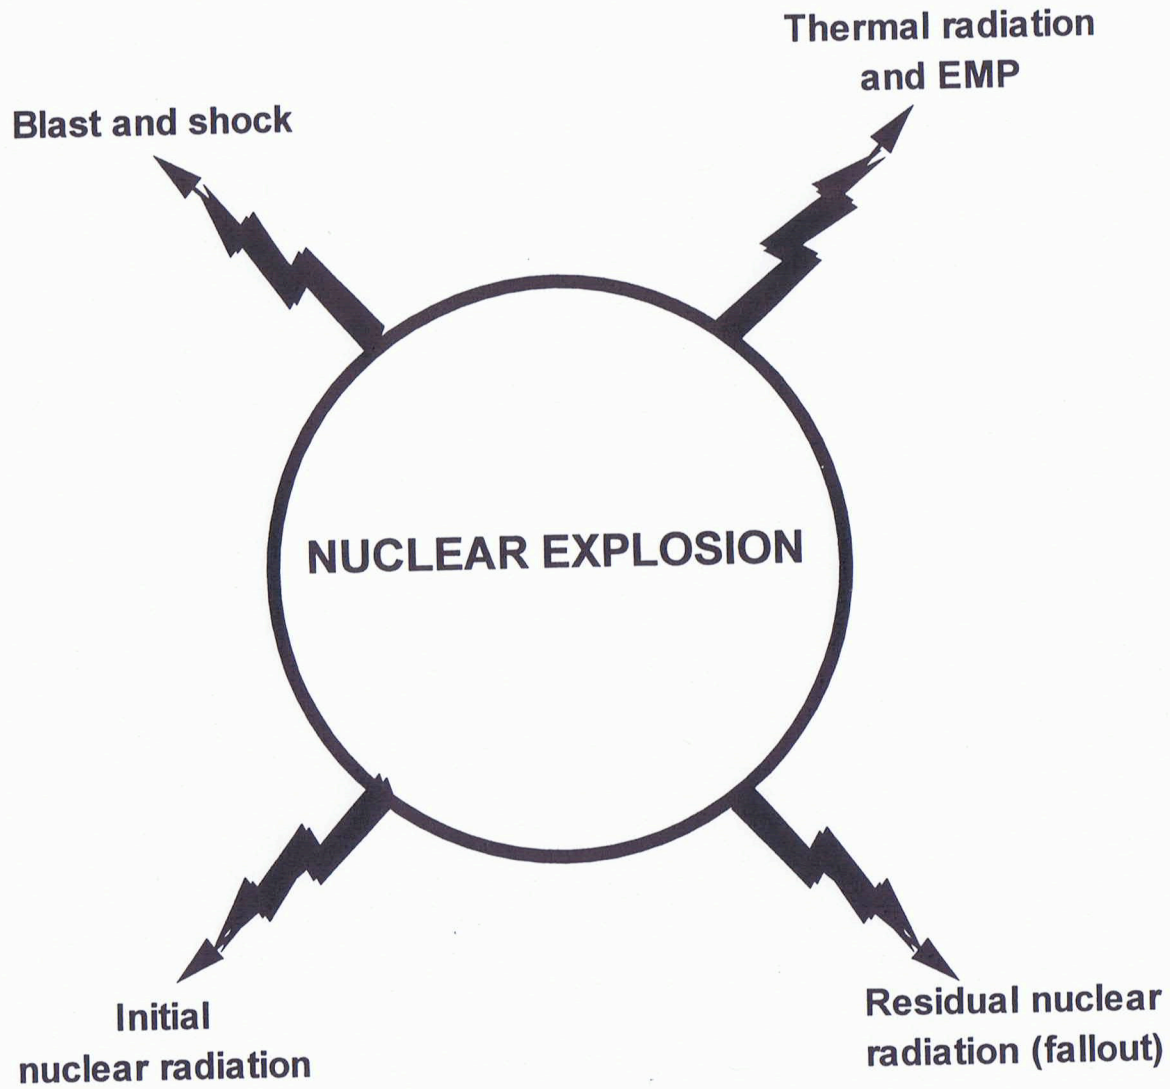 Thermal radiation
and EMP
Blast and shock
NUCLEAR EXPLOSION
Initial
nuclear radiation
Residual nuclear
radiation (fallout)